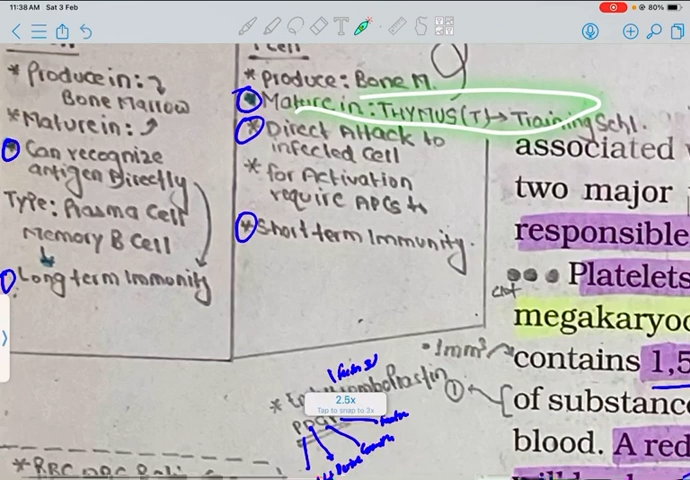 11:38 AM Sat 3 Feb
80%
* Produce in:
Bone Marrow
* Mature in:
Can recognize
antigen Directly
Type: Plasma Cell
Memory B Cell
Long term Immunity
T Cell
* Produce: Bone M.
Mature in: THYMUS(T) → Training Schl.
* Direct Attack to
infected Cell
* for Activation
require APCs to
* Short term Immunity.
associated
two major
responsible
Platelets
megakaryoc
• 1mm³
contains 1,5
of substanc
blood. A red
①
2.5x
Tap to snap to 2x